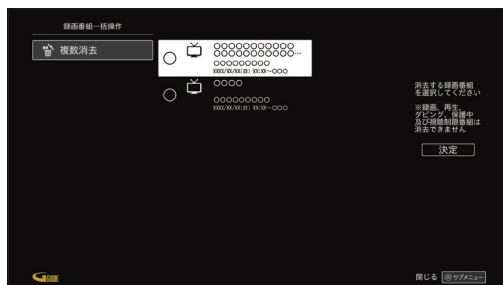 録画番組一括操作
複数消去
○○○○○○○○○○○
○○○○○○○○○○...
○○○○○○○○○
XXXX/XX/XX(日) XX:XX～○○○
○○○○
○○○○○○○○○
XXXX/XX/XX(日) XX:XX～○○○
消去する録画番組
を選択してください
※録画、再生、
ダビング、保護中
及び視聴制限番組は
消去できません
決定
G GUIDE
閉じる サブメニュー